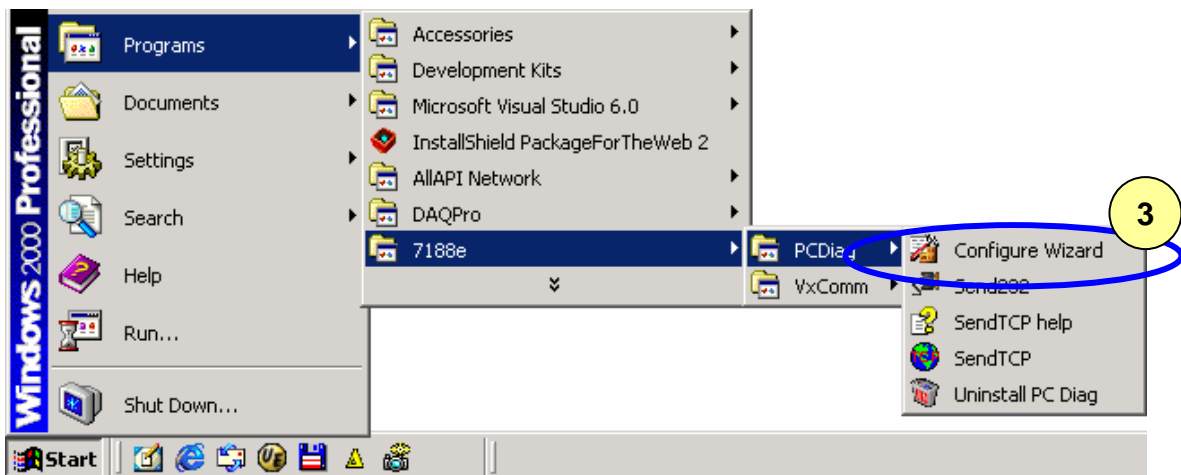 Windows 2000 Professional
Programs
Documents
Settings
Search
Help
Run...
Shut Down...
Accessories
Development Kits
Microsoft Visual Studio 6.0
InstallShield PackageForTheWeb 2
AllAPI Network
DAQPro
7188e
PCDiag
VxComm
3
Configure Wizard
Send232
SendTCP help
SendTCP
Uninstall PC Diag
Start